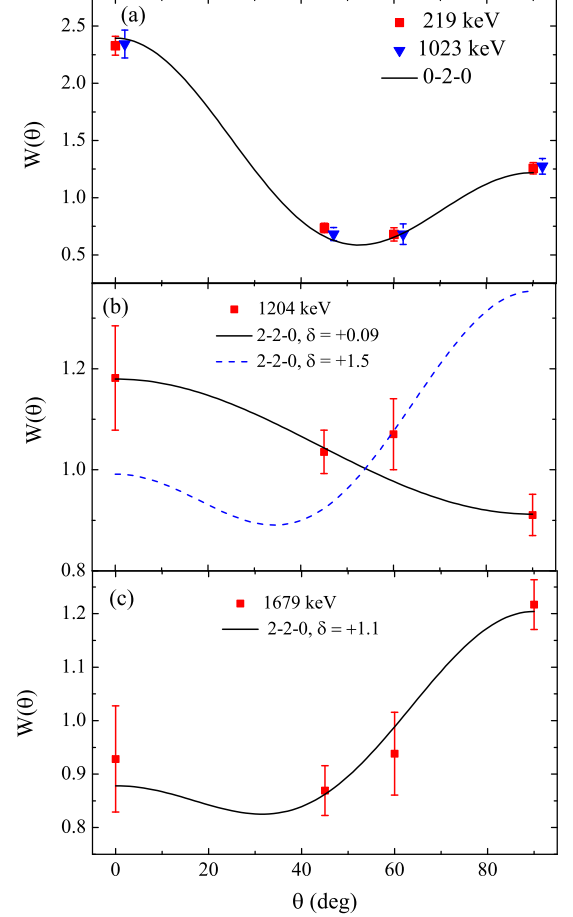 (a)
219 keV
1023 keV
0-2-0
2.5
2.0
1.5
1.0
0.5
W(θ)
(b)
1204 keV
2-2-0, δ = +0.09
2-2-0, δ = +1.5
1.2
1.0
0.8
W(θ)
(c)
1679 keV
2-2-0, δ = +1.1
1.2
1.1
1.0
0.9
0.8
W(θ)
0 20 40 60 80
θ (deg)